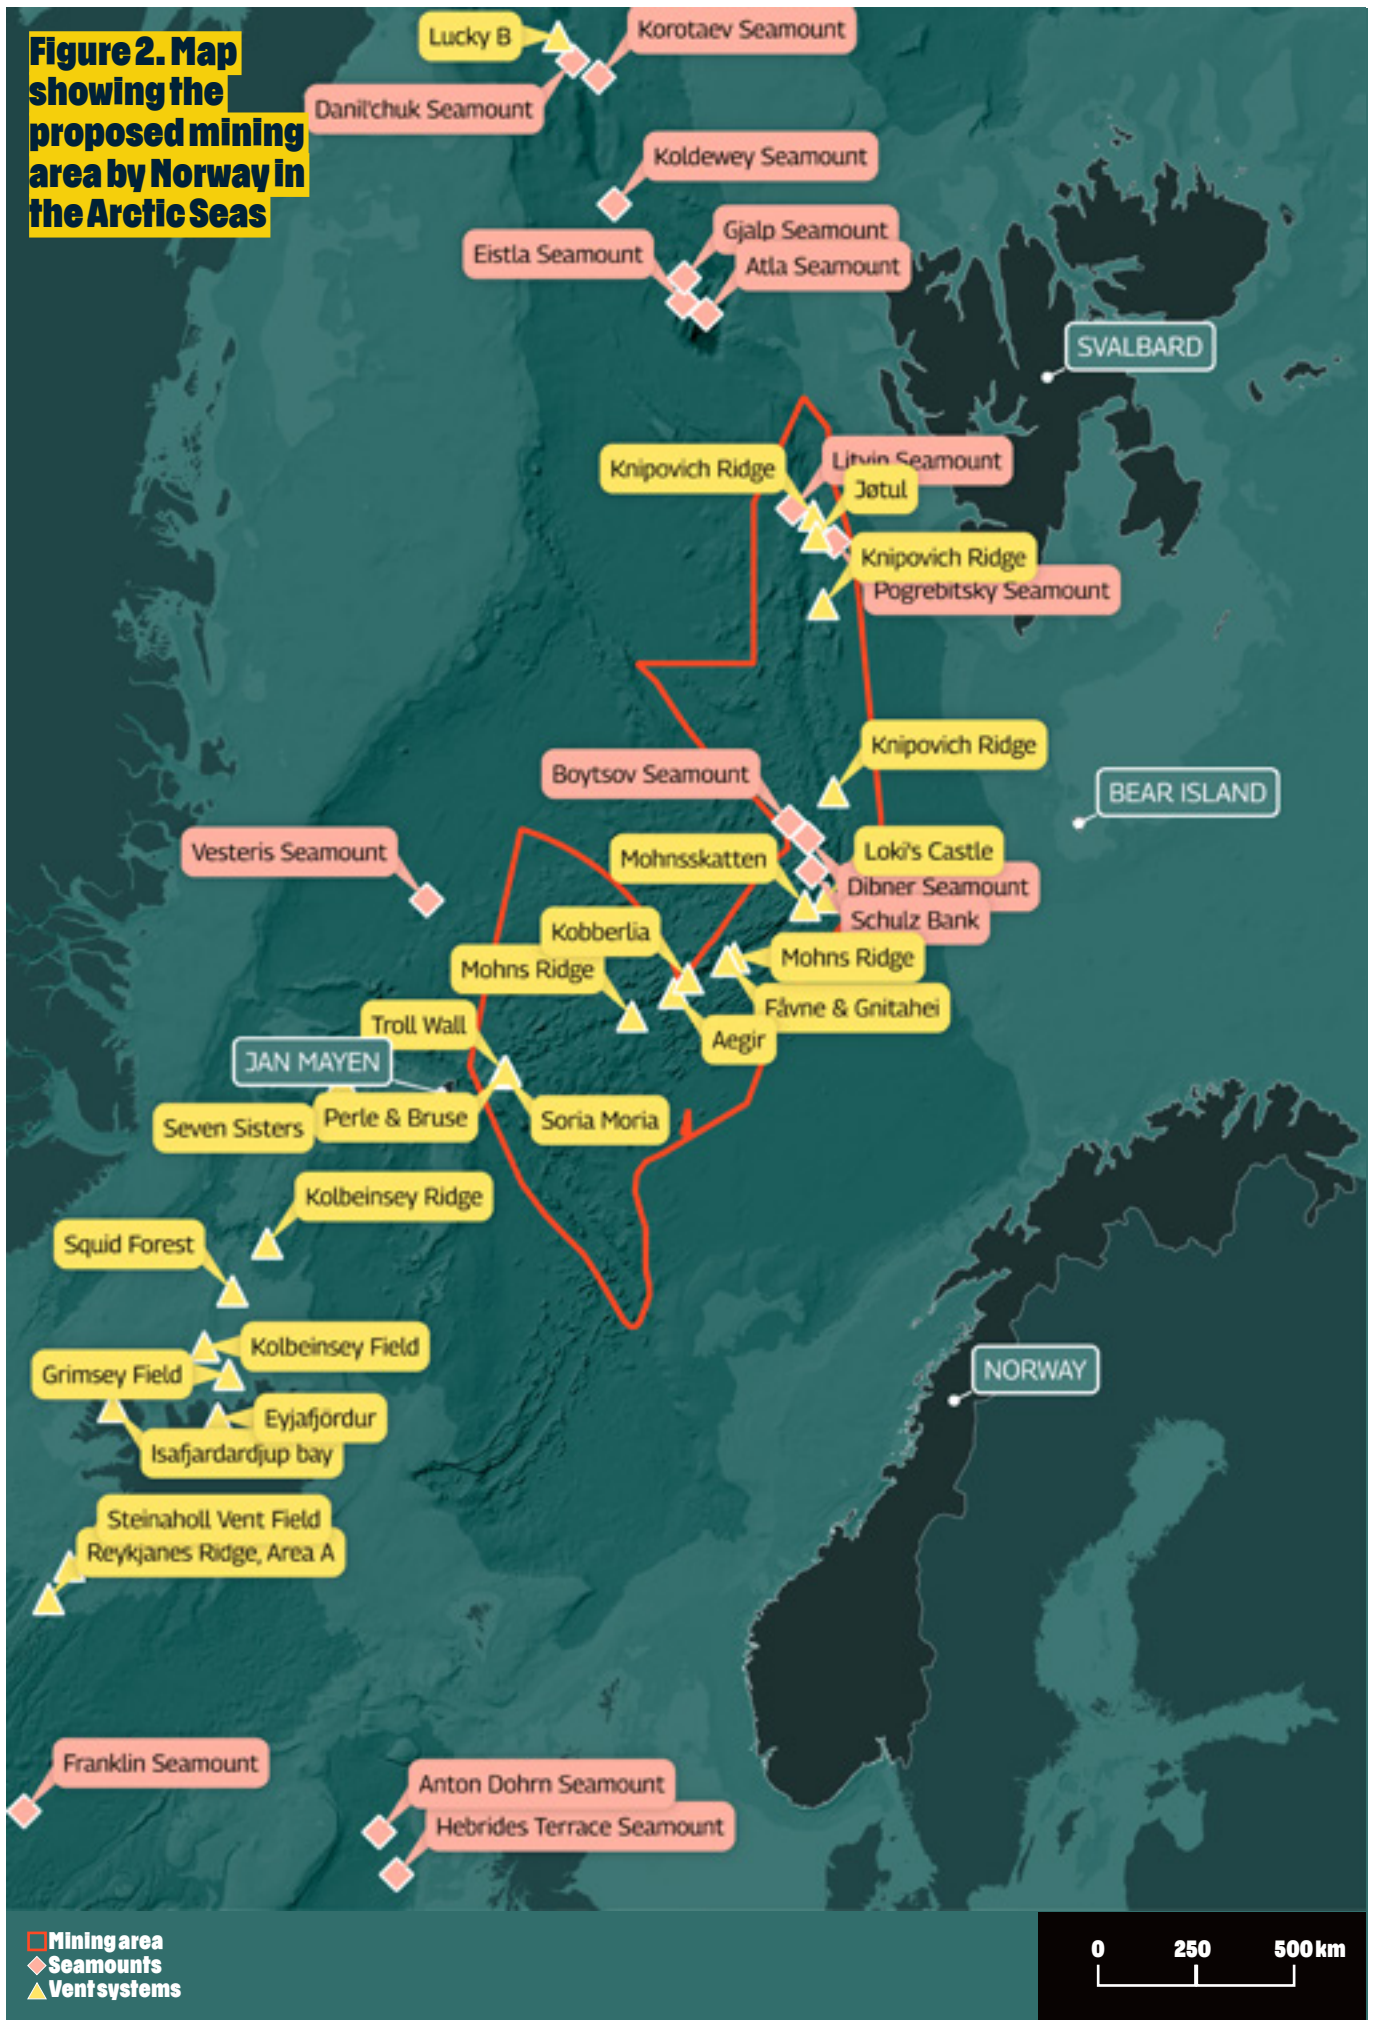 Figure 2. Map
showing the
proposed mining
area by Norway in
the Arctic Seas
Lucky B
Korotaev Seamount
Danil'chuk Seamount
Koldewey Seamount
Gjalp Seamount
Eistla Seamount
Atla Seamount
SVALBARD
Knipovich Ridge
Litvin Seamount
Jøtul
Knipovich Ridge
Pogrebitsky Seamount
Knipovich Ridge
Boytsov Seamount
BEAR ISLAND
Vesteris Seamount
Mohnsskatten
Loki's Castle
Dibner Seamount
Schulz Bank
Kobberlia
Mohns Ridge
Mohns Ridge
Fåvne & Gnitahei
Troll Wall
Aegir
JAN MAYEN
Perle & Bruse
Soria Moria
Seven Sisters
Kolbeinsey Ridge
Squid Forest
Kolbeinsey Field
Grimsey Field
NORWAY
Eyjafjördur
Isafjardardjup bay
Steinaholl Vent Field
Reykjanes Ridge, Area A
Franklin Seamount
Anton Dohrn Seamount
Hebrides Terrace Seamount
Mining area
Seamounts
Vent systems
0 250 500 km